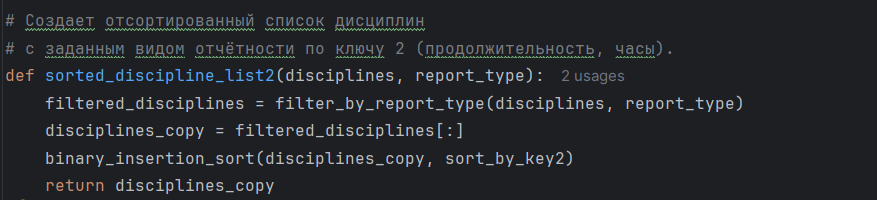 # Создает отсортированный список дисциплин
# с заданным видом отчётности по ключу 2 (продолжительность, часы).
def sorted_discipline_list2(disciplines, report_type):  2 usages
    filtered_disciplines = filter_by_report_type(disciplines, report_type)
    disciplines_copy = filtered_disciplines[:]
    binary_insertion_sort(disciplines_copy, sort_by_key2)
    return disciplines_copy